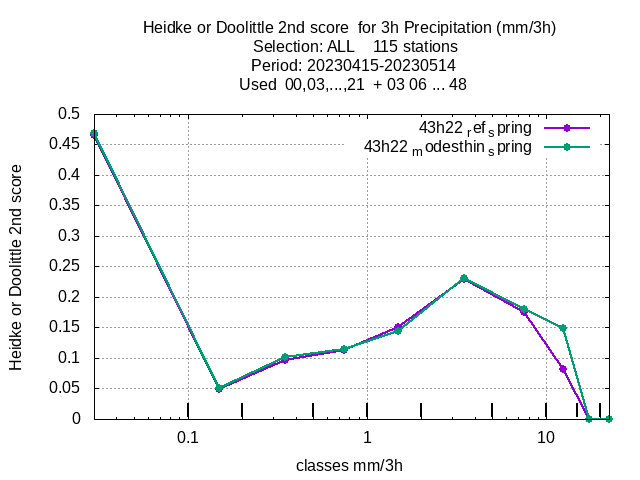 Heidke or Doolittle 2nd score  for 3h Precipitation (mm/3h)
Selection: ALL    115 stations
Period: 20230415-20230514
Used  00,03,...,21  + 03 06 ... 48
43h22 ref spring
43h22 modesthin spring
Heidke or Doolittle 2nd score
0.5
0.45
0.4
0.35
0.3
0.25
0.2
0.15
0.1
0.05
0
0.1
1
10
classes mm/3h